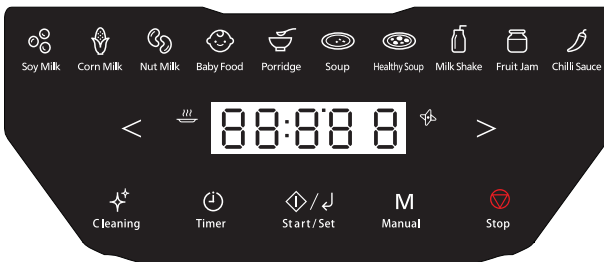 Soy Milk Corn Milk Nut Milk Baby Food Porridge Soup Healthy Soup Milk Shake Fruit Jam Chilli Sauce
< 88:88 8 >
M
Cleaning Timer Start/Set Manual Stop